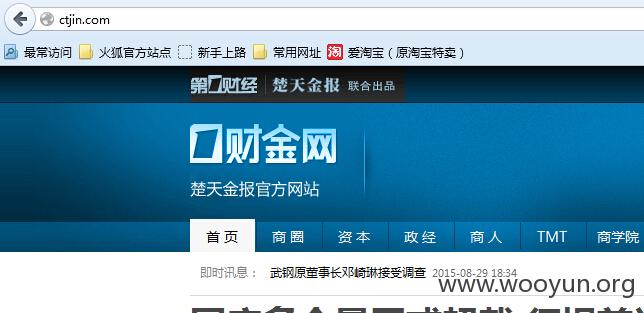 ctjin.com
最常访问 火狐官方站点 新手上路 常用网址 淘 爱淘宝（原淘宝特卖）
第1财经 楚天金报 联合出品
财金网
楚天金报官方网站
首页 商圈 资本 政经 商人 TMT 商学院
即时讯息： 武钢原董事长邓崎琳接受调查 2015-08-29 18:34
www.wooyun.org